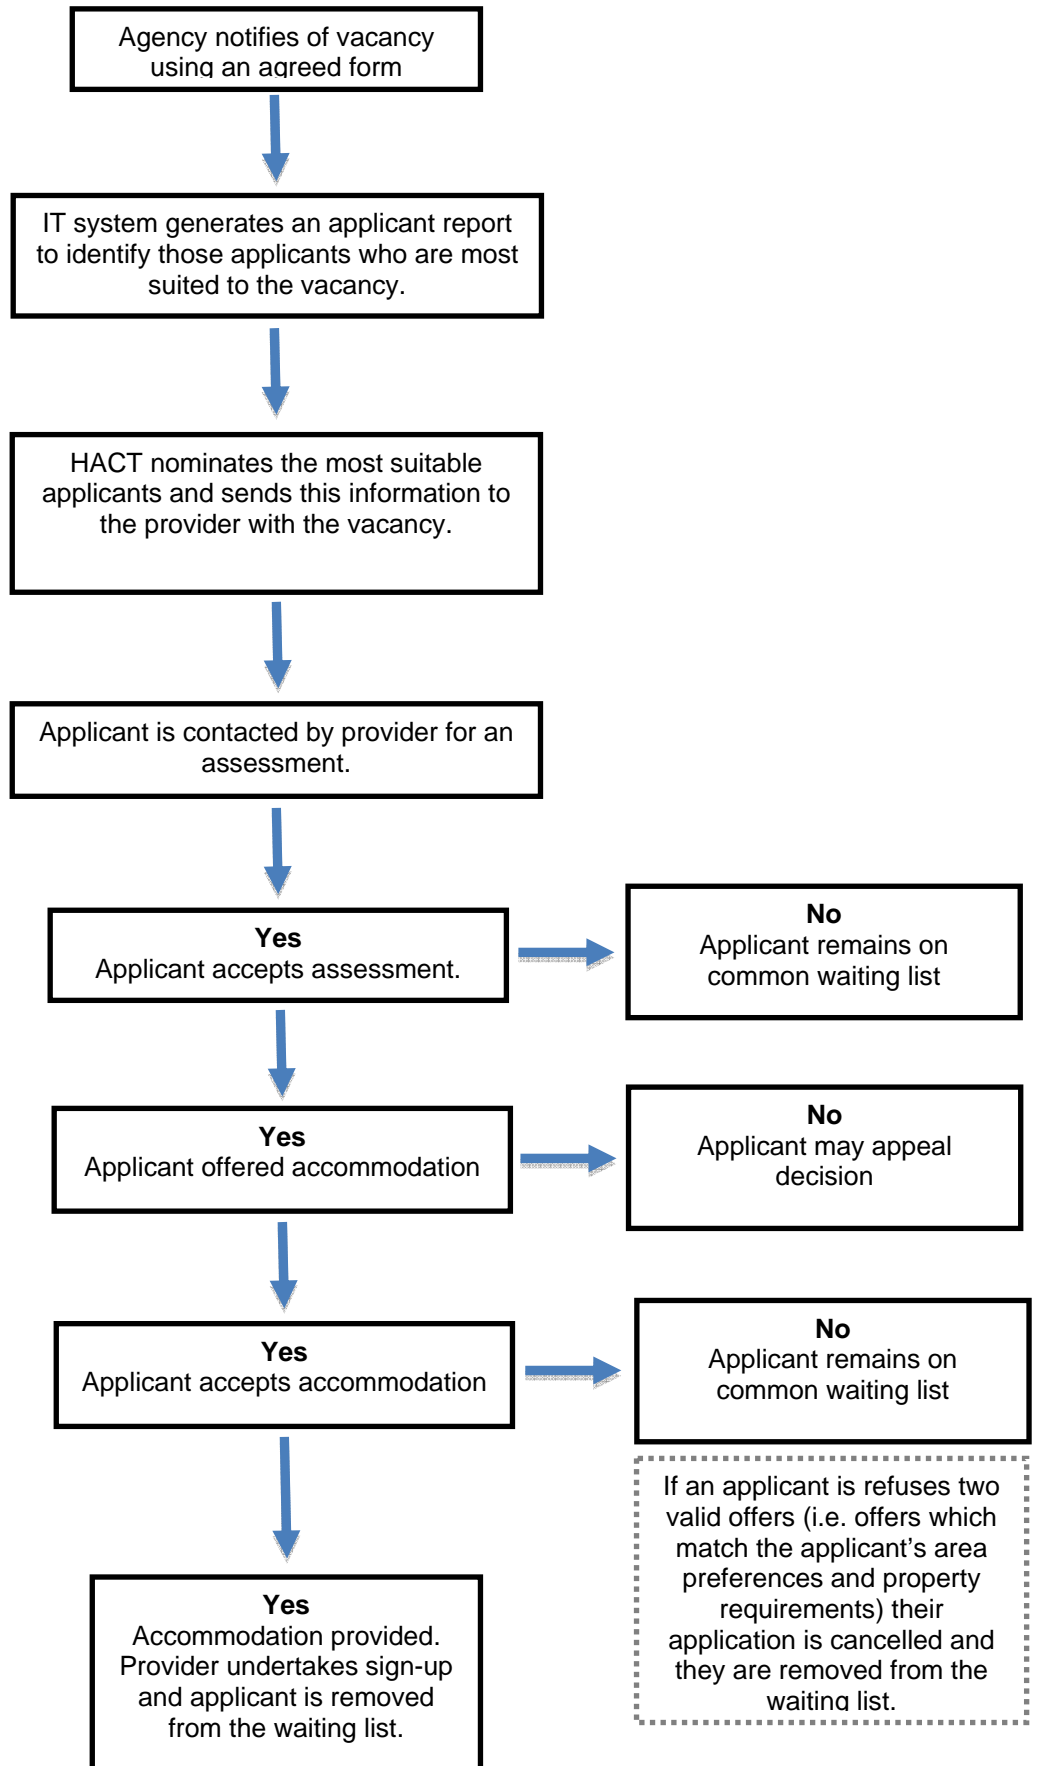 Agency notifies of vacancy
using an agreed form
IT system generates an applicant report
to identify those applicants who are most
suited to the vacancy.
HACT nominates the most suitable
applicants and sends this information to
the provider with the vacancy.
Applicant is contacted by provider for an
assessment.
Yes
Applicant accepts assessment.
No
Applicant remains on
common waiting list
Yes
Applicant offered accommodation
No
Applicant may appeal
decision
Yes
Applicant accepts accommodation
No
Applicant remains on
common waiting list
If an applicant is refuses two
valid offers (i.e. offers which
match the applicant’s area
preferences and property
requirements) their
application is cancelled and
they are removed from the
waiting list.
Yes
Accommodation provided.
Provider undertakes sign-up
and applicant is removed
from the waiting list.